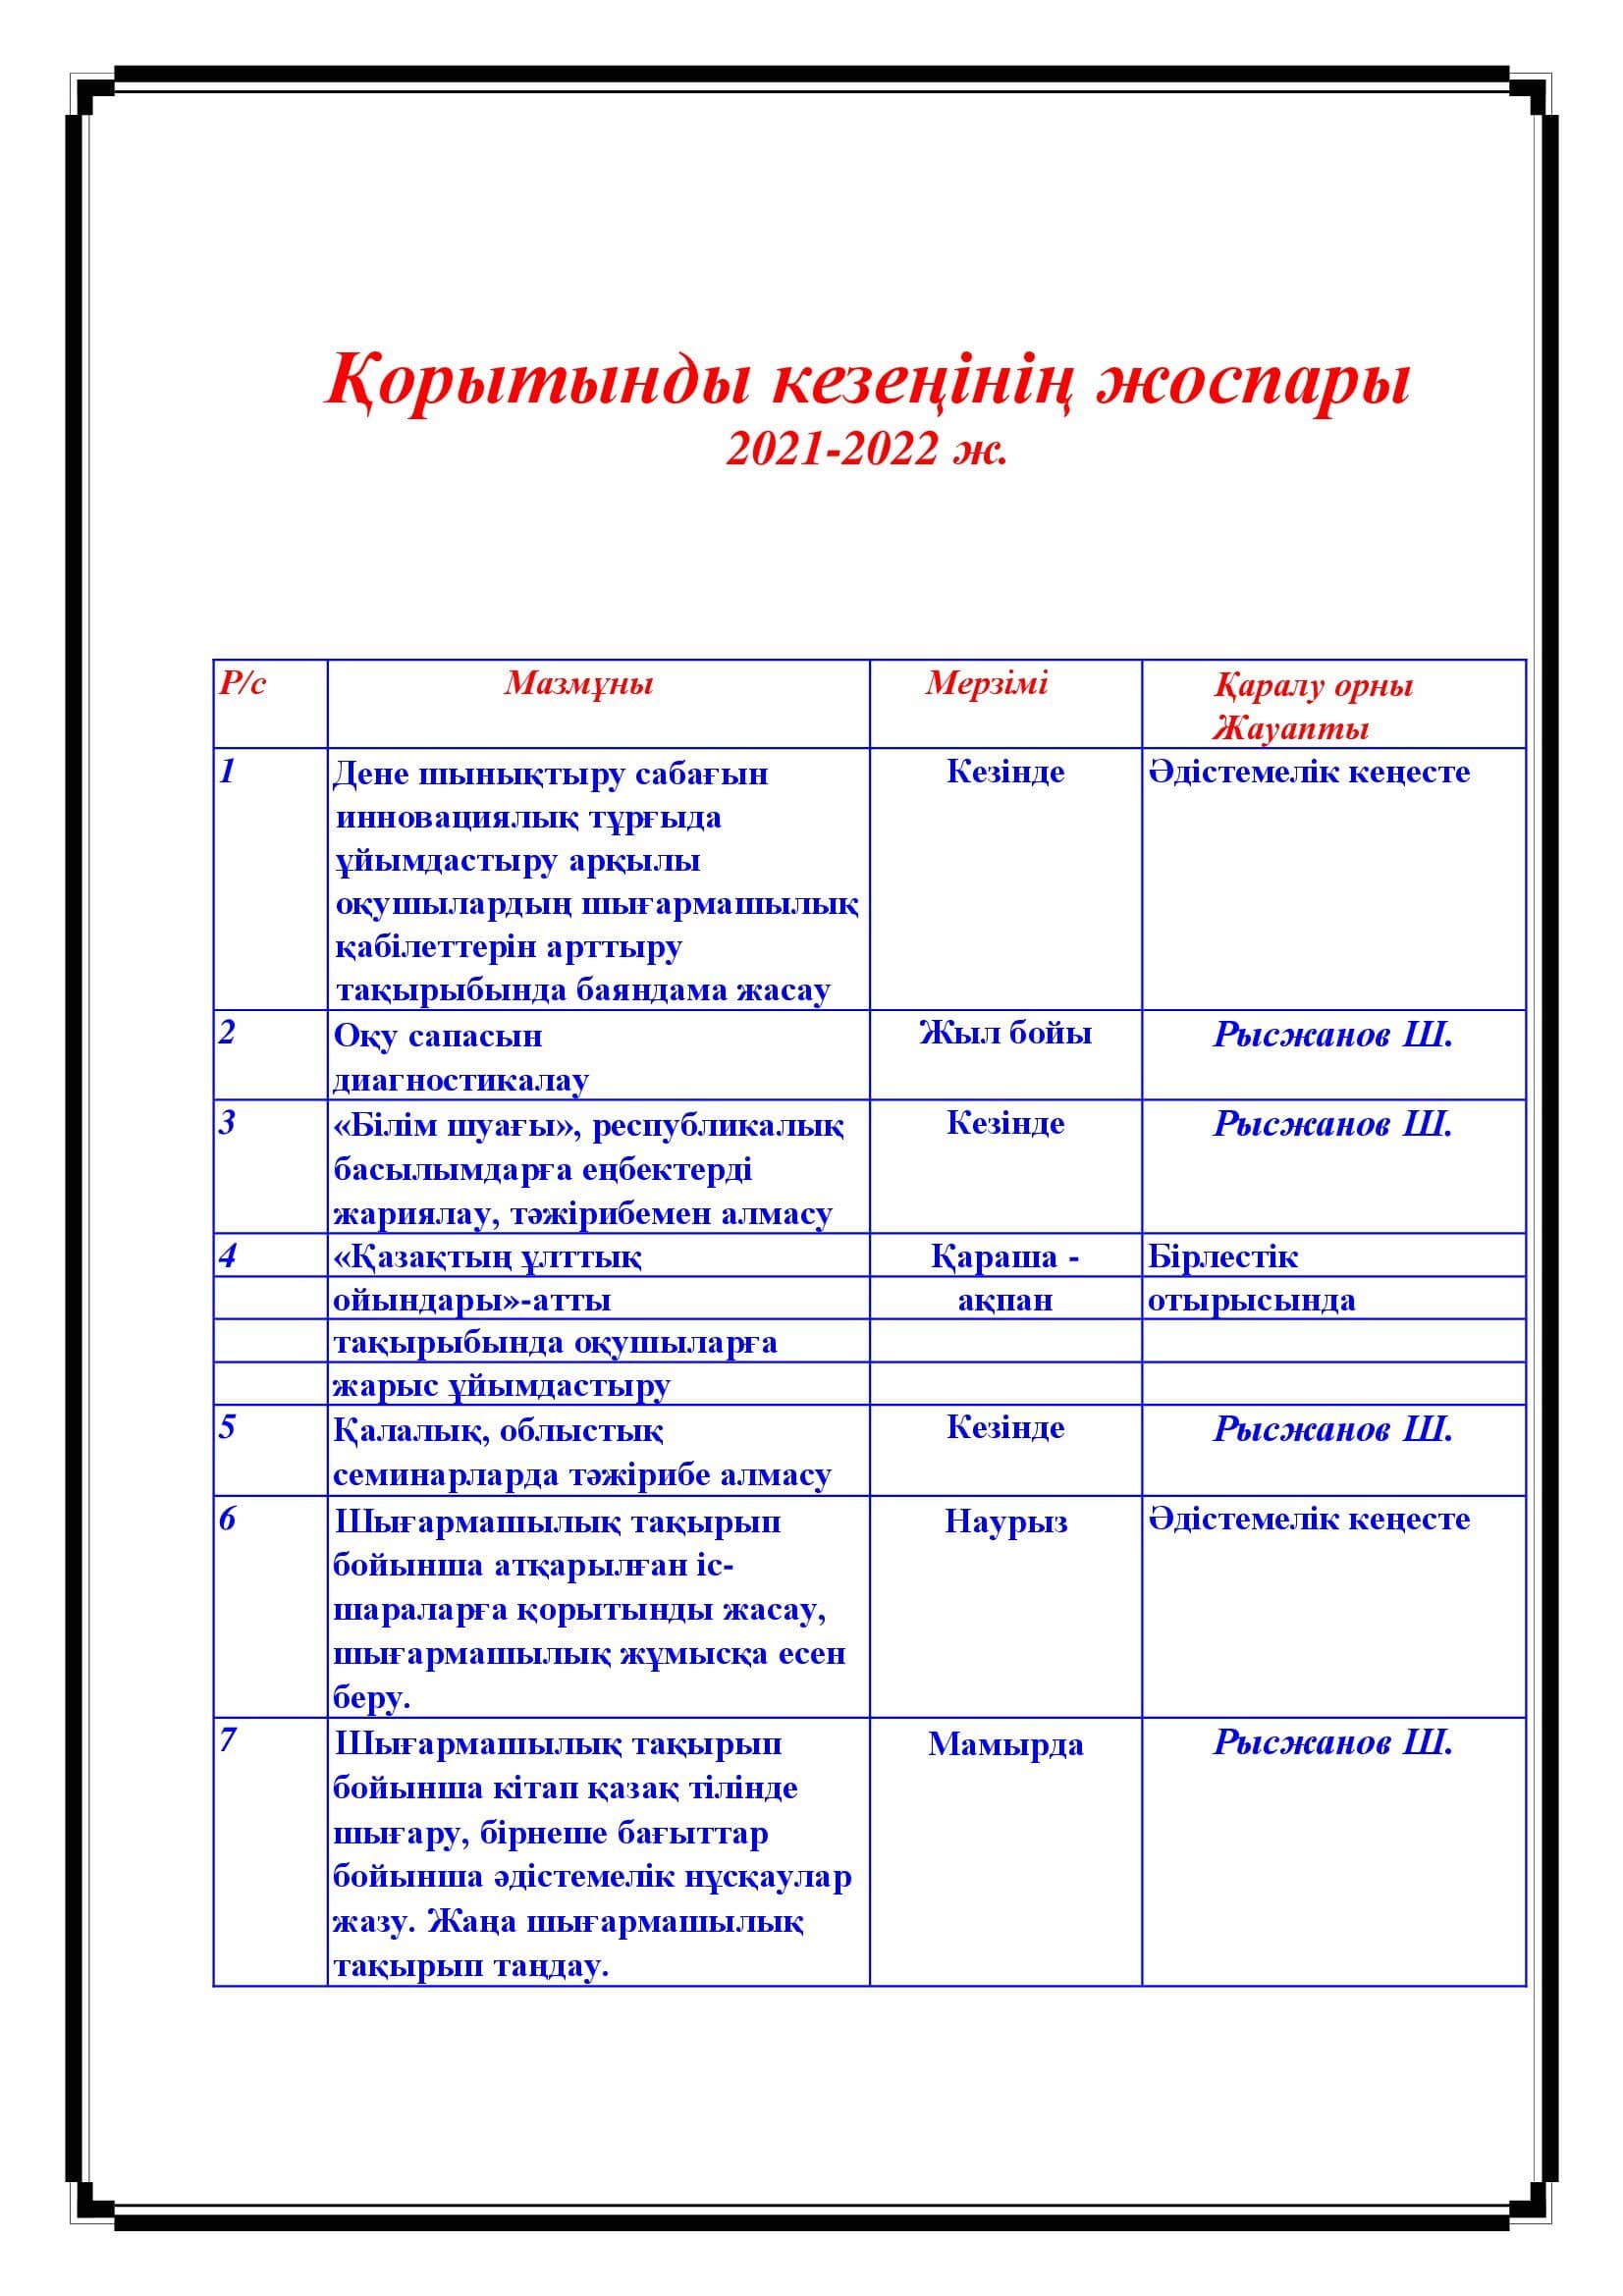 Қорытынды кезеңінің жоспары
2021-2022 ж.
Р/с Мазмұны Мерзімі Қаралу орны
Жауапты
1 Дене шынықтыру сабағын Кезінде Әдістемелік кеңесте
инновациялық тұрғыда
ұйымдастыру арқылы
оқушылардың шығармашылық
қабілеттерін арттыру
тақырыбында баяндама жасау
2 Оқу сапасын Жыл бойы Рысжанов Ш.
диагностикалау
3 «Білім шуағы», республикалық Кезінде Рысжанов Ш.
басылымдарға еңбектерді
жариялау, тәжірибемен алмасу
4 «Қазақтың ұлттық Қараша - Бірлестік
ойындары»-атты ақпан отырысында
тақырыбында оқушыларға
жарыс ұйымдастыру
5 Қалалық, облыстық Кезінде Рысжанов Ш.
семинарларда тәжірибе алмасу
6 Шығармашылық тақырып Наурыз Әдістемелік кеңесте
бойынша атқарылған іс-
шараларға қорытынды жасау,
шығармашылық жұмысқа есен
беру.
7 Шығармашылық тақырып Мамырда Рысжанов Ш.
бойынша кітап қазақ тілінде
шығару, бірнеше бағыттар
бойынша әдістемелік нұсқаулар
жазу. Жаңа шығармашылық
тақырып таңдау.